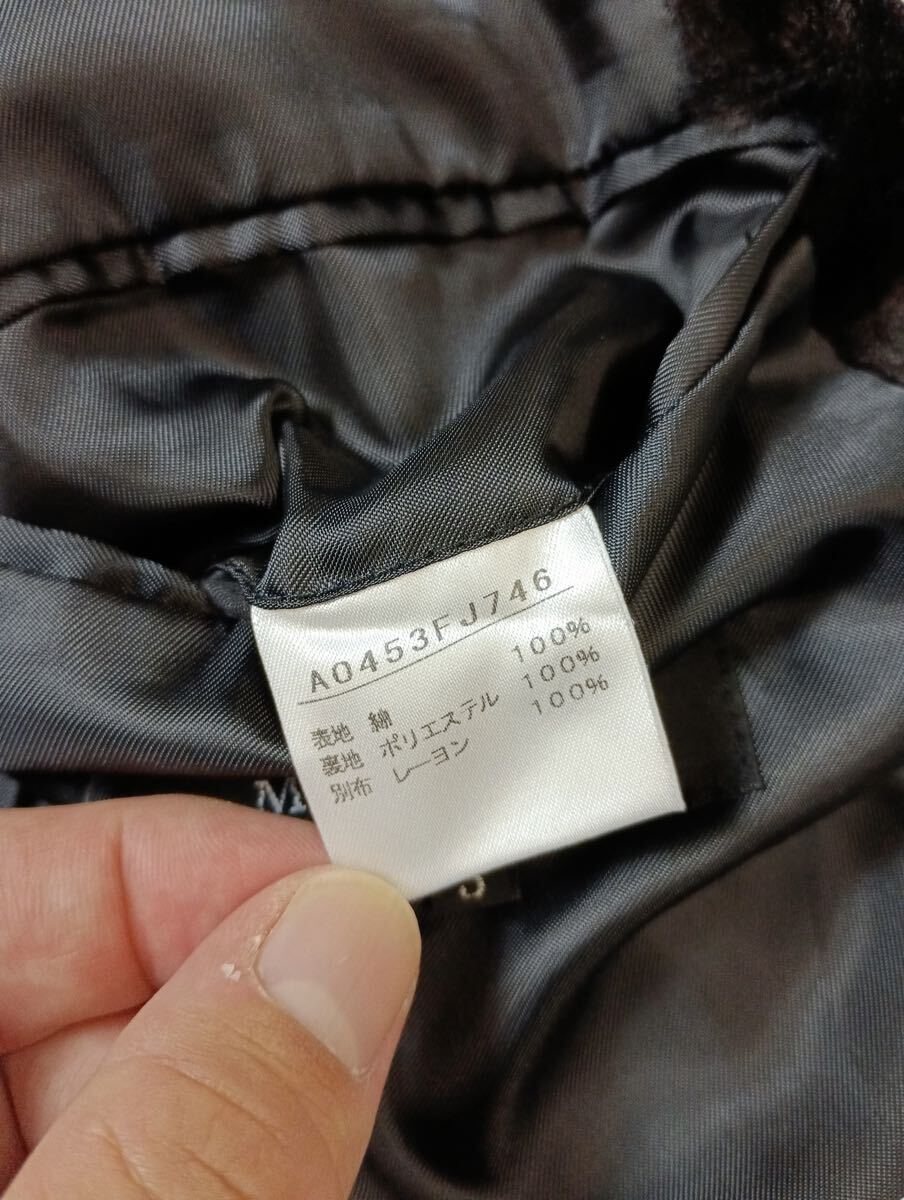 A0453FJ746
表地 綿 100%
裏地 ポリエステル 100%
別布 レーヨン 100%